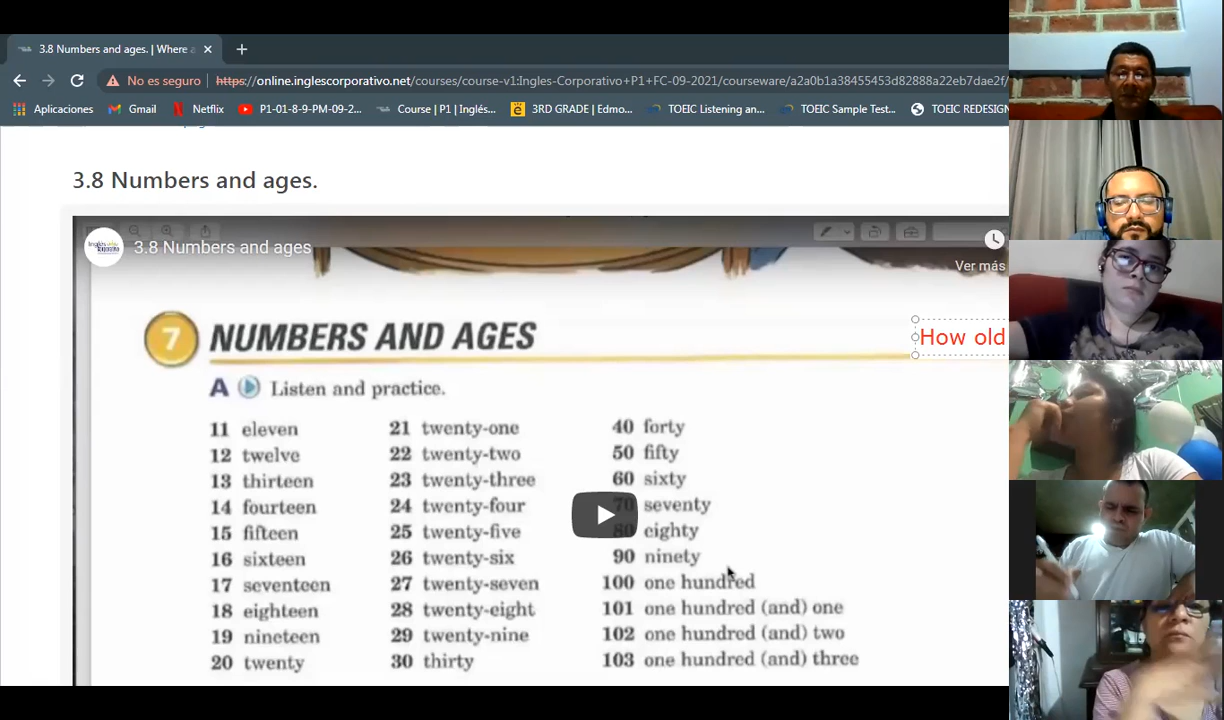 3.8 Numbers and ages. | Where a
No es seguro
https://online.inglescorporativo.net/courses/course-v1:Ingles-Corporativo+P1+FC-09-2021/courseware/a2a0b1a38455453d82888a22eb7dae2f/
Aplicaciones
Gmail
Netflix
P1-01-8-9-PM-09-2...
Course | P1 | Inglés...
3RD GRADE | Edmo...
TOEIC Listening an...
TOEIC Sample Test...
TOEIC REDESIGN
3.8 Numbers and ages.
3.8 Numbers and ages
Ver más
7 NUMBERS AND AGES
How old
A Listen and practice.
11 eleven
12 twelve
13 thirteen
14 fourteen
15 fifteen
16 sixteen
17 seventeen
18 eighteen
19 nineteen
20 twenty
21 twenty-one
22 twenty-two
23 twenty-three
24 twenty-four
25 twenty-five
26 twenty-six
27 twenty-seven
28 twenty-eight
29 twenty-nine
30 thirty
40 forty
50 fifty
60 sixty
70 seventy
80 eighty
90 ninety
100 one hundred
101 one hundred (and) one
102 one hundred (and) two
103 one hundred (and) three